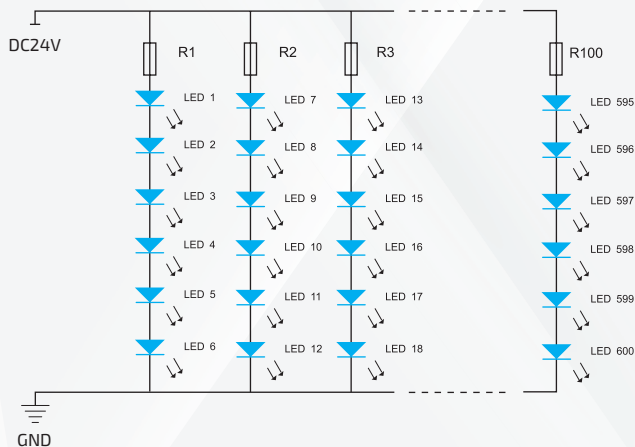 DC24V
R1
R2
R3
R100
LED 1
LED 7
LED 13
LED 595
LED 2
LED 8
LED 14
LED 596
LED 3
LED 9
LED 15
LED 597
LED 4
LED 10
LED 16
LED 598
LED 5
LED 11
LED 17
LED 599
LED 6
LED 12
LED 18
LED 600
GND